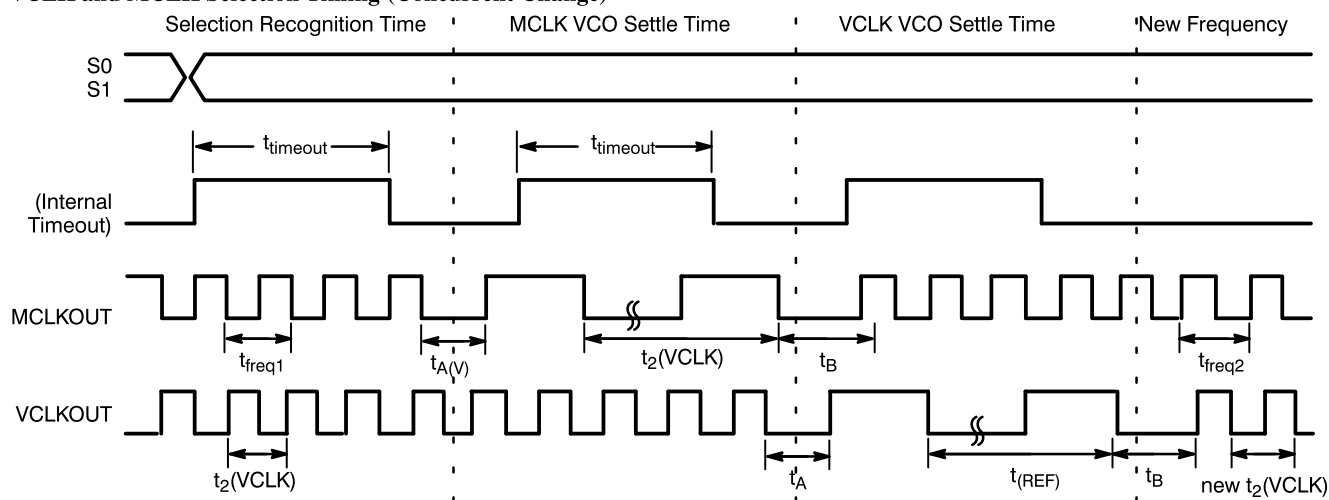 VCLK and MCLK Selection Timing (Concurrent Change)
Selection Recognition Time MCLK VCO Settle Time VCLK VCO Settle Time New Frequency
S0
S1
ttimeout ttimeout
(Internal
Timeout)
MCLKOUT
tfreq1 tA(V) t2(VCLK) tB tfreq2
VCLKOUT
t2(VCLK) tA t(REF) tB new t2(VCLK)